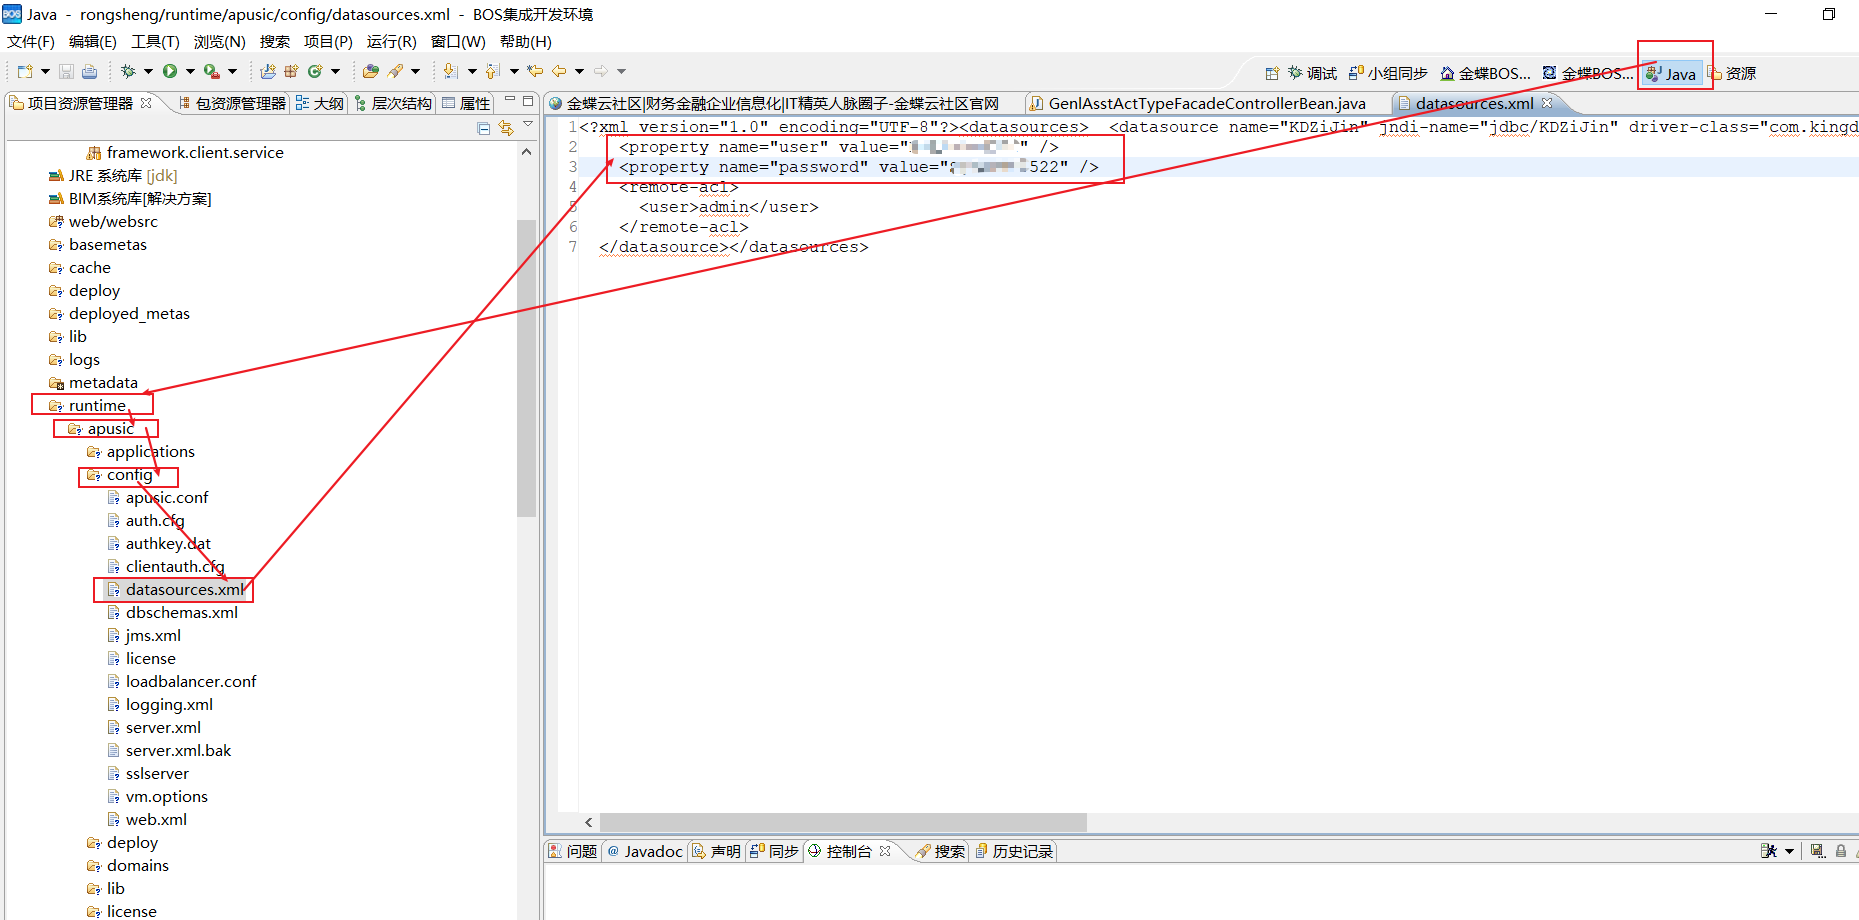 Java - rongsheng/runtime/apusic/config/datasources.xml - BOS集成开发环境
文件(F) 编辑(E) 工具(T) 浏览(N) 搜索 项目(P) 运行(R) 窗口(W) 帮助(H)
调试 小组同步 金蝶BOS... 金蝶BOS... Java 资源
项目资源管理器 包资源管理器 大纲 层次结构 属性
framework.client.service
JRE 系统库 [jdk]
BIM系统库[解决方案]
web/websrc
basemetas
cache
deploy
deployed_metas
lib
logs
metadata
runtime
apusic
applications
config
apusic.conf
auth.cfg
authkey.dat
clientauth.cfg
datasources.xml
dbschemas.xml
jms.xml
license
loadbalancer.conf
logging.xml
server.xml
server.xml.bak
sslserver
vm.options
web.xml
deploy
domains
lib
license
金蝶云社区|财务金融企业信息化|IT精英人脉圈子-金蝶云社区官网 GenlAsstActTypeFacadeControllerBean.java datasources.xml
1 <?xml version="1.0" encoding="UTF-8"?><datasources> <datasource name="KDZiJin" jndi-name="jdbc/KDZiJin" driver-class="com.kingd
2 <property name="user" value=" " />
3 <property name="password" value=" 522" />
4 <remote-acl>
5 <user>admin</user>
6 </remote-acl>
7 </datasource></datasources>
问题 @ Javadoc 声明 同步 控制台 搜索 历史记录